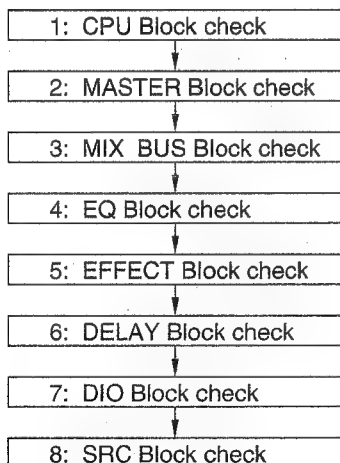 1: CPU Block check
2: MASTER Block check
3: MIX BUS Block check
4: EQ Block check
5: EFFECT Block check
6: DELAY Block check
7: DIO Block check
8: SRC Block check